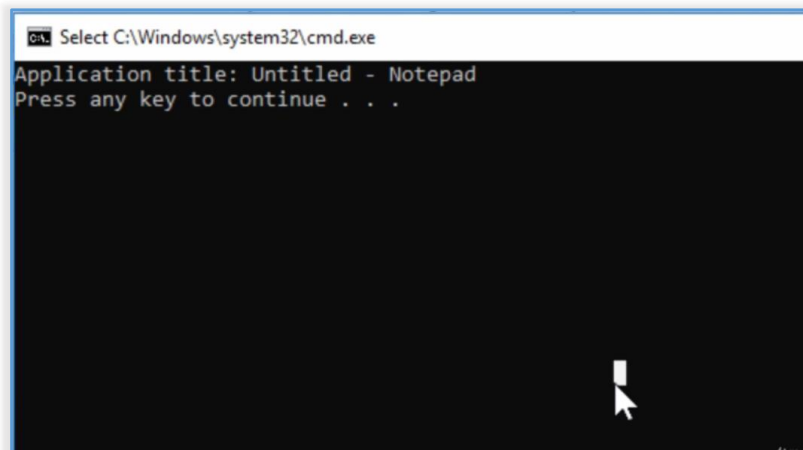 Select C:\Windows\system32\cmd.exe
Application title: Untitled - Notepad
Press any key to continue . . .